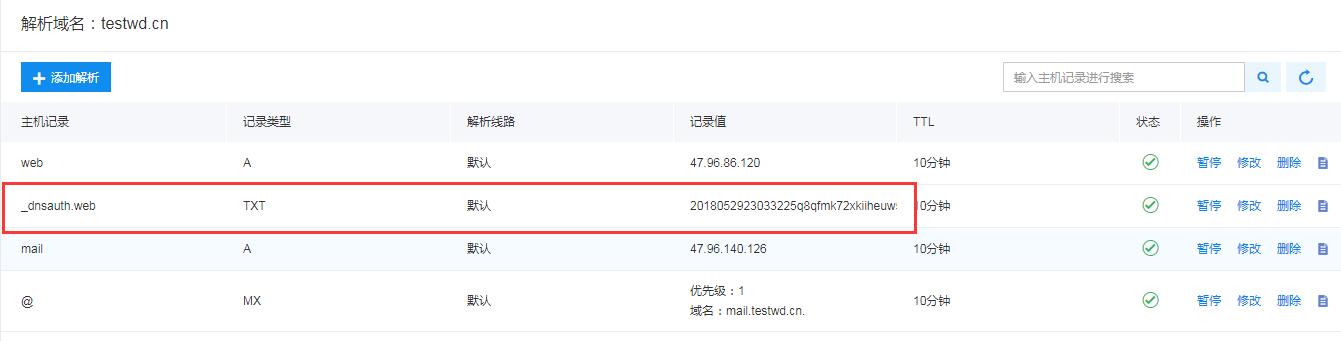 解析域名：testwd.cn
添加解析 输入主机记录进行搜索
主机记录 记录类型 解析线路 记录值 TTL 状态 操作
web A 默认 47.96.86.120 10分钟 暂停 修改 删除
_dnsauth.web TXT 默认 2018052923033225q8qfmk72xkiiheuws 10分钟 暂停 修改 删除
mail A 默认 47.96.140.126 10分钟 暂停 修改 删除
@ MX 默认 优先级：1 10分钟 暂停 修改 删除
域名：mail.testwd.cn.